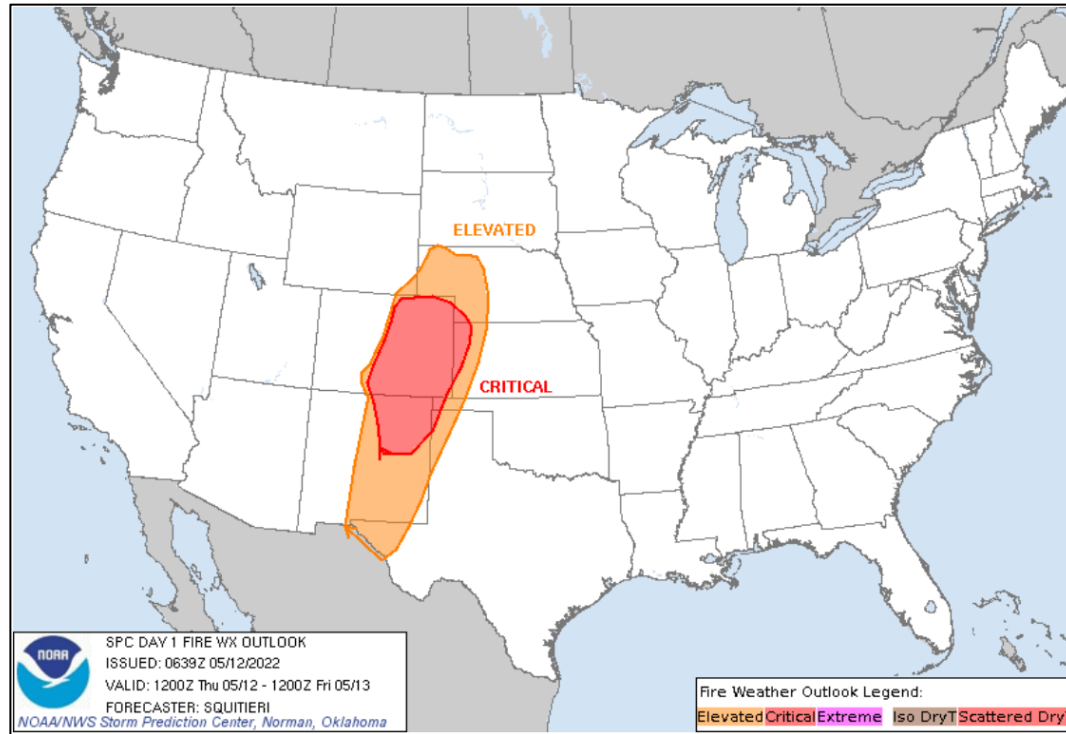 ELEVATED
CRITICAL
NOAA
SPC DAY 1 FIRE WX OUTLOOK
ISSUED: 0639Z 05/12/2022
VALID: 1200Z Thu 05/12 - 1200Z Fri 05/13
FORECASTER: SQUITIERI
NOAA/NWS Storm Prediction Center, Norman, Oklahoma
Fire Weather Outlook Legend:
Elevated Critical Extreme Iso DryT Scattered DryT